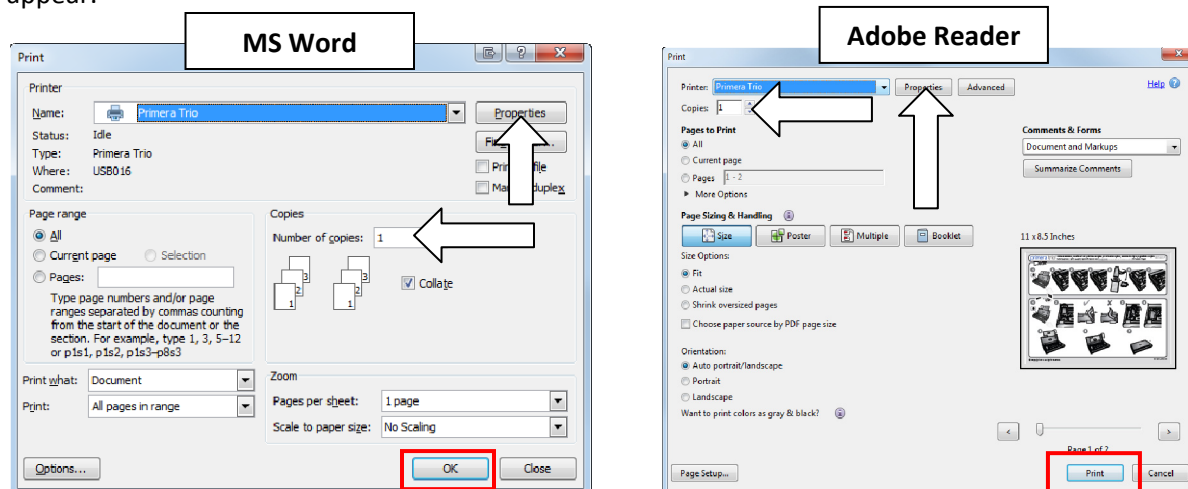 appear.
MS Word
Print
Printer
Name: Primera Trio
Properties
Status: Idle
Type: Primera Trio
Where: USB016
Comment:
Page range
All
Current page Selection
Pages:
Type page numbers and/or page
ranges separated by commas counting
from the start of the document or the
section. For example, type 1, 3, 5–12
or p1s1, p1s2, p1s3–p8s3
Copies
Number of copies: 1
3 3
2 2
1 1
Collate
Print what: Document
Print: All pages in range
Zoom
Pages per sheet: 1 page
Scale to paper size: No Scaling
Options...
OK
Close
Adobe Reader
Print
Printer: Primera Trio
Properties
Advanced
Help
Copies: 1
Pages to Print
All
Current page
Pages 1 - 2
More Options
Comments & Forms
Document and Markups
Summarize Comments
Page Sizing & Handling
Size
Poster
Multiple
Booklet
Size Options:
Fit
Actual size
Shrink oversized pages
Choose paper source by PDF page size
Orientation:
Auto portrait/landscape
Portrait
Landscape
Want to print colors as gray & black?
11 x 8.5 Inches
< >
Page 1 of 2
Page Setup...
Print
Cancel